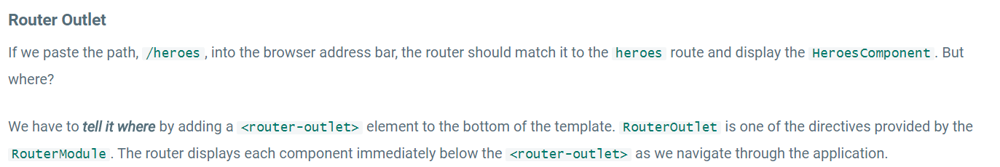 Router Outlet
If we paste the path, /heroes , into the browser address bar, the router should match it to the heroes route and display the HeroesComponent . But
where?
We have to tell it where by adding a <router-outlet> element to the bottom of the template. RouterOutlet is one of the directives provided by the
RouterModule . The router displays each component immediately below the <router-outlet> as we navigate through the application.